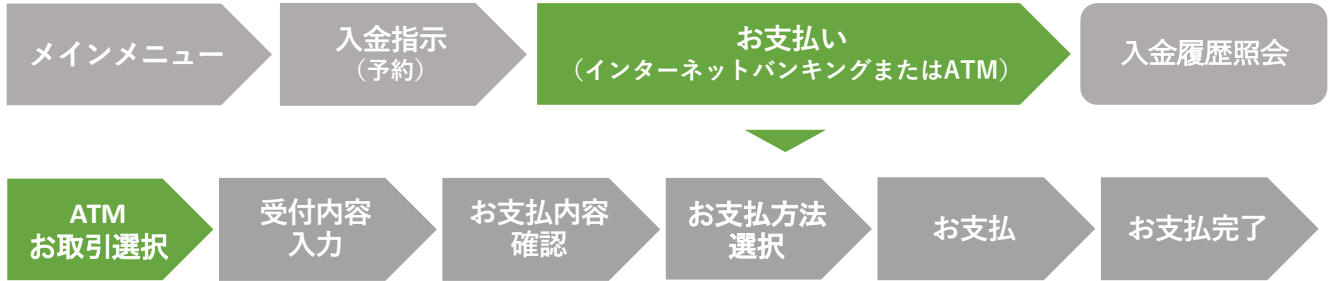 メインメニュー
入金指示
（予約）
お支払い
（インターネットバンキングまたはATM）
入金履歴照会
ATM
お取引選択
受付内容
入力
お支払内容
確認
お支払方法
選択
お支払
お支払完了